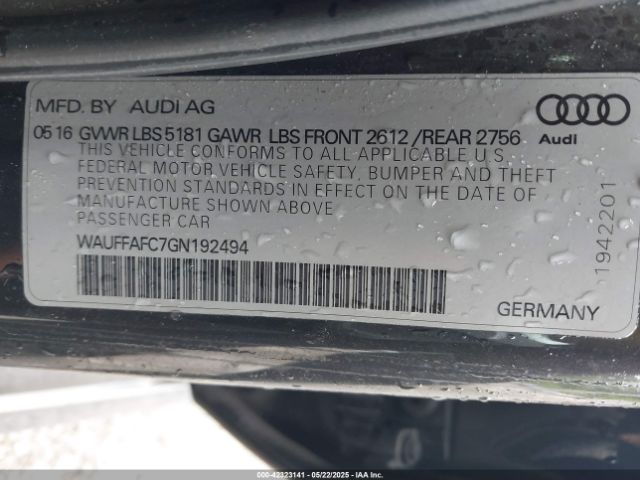 MFD. BY AUDI AG
05 16 GVWR LBS 5181 GAWR LBS FRONT 2612 /REAR 2756
Audi
THIS VEHICLE CONFORMS TO ALL APPLICABLE U.S.
FEDERAL MOTOR VEHICLE SAFETY, BUMPER AND THEFT
PREVENTION STANDARDS IN EFFECT ON THE DATE OF
MANUFACTURE SHOWN ABOVE
PASSENGER CAR
WAUFFAFC7GN192494
1942201
GERMANY
000-42323141 - 05/22/2025 - IAA Inc.